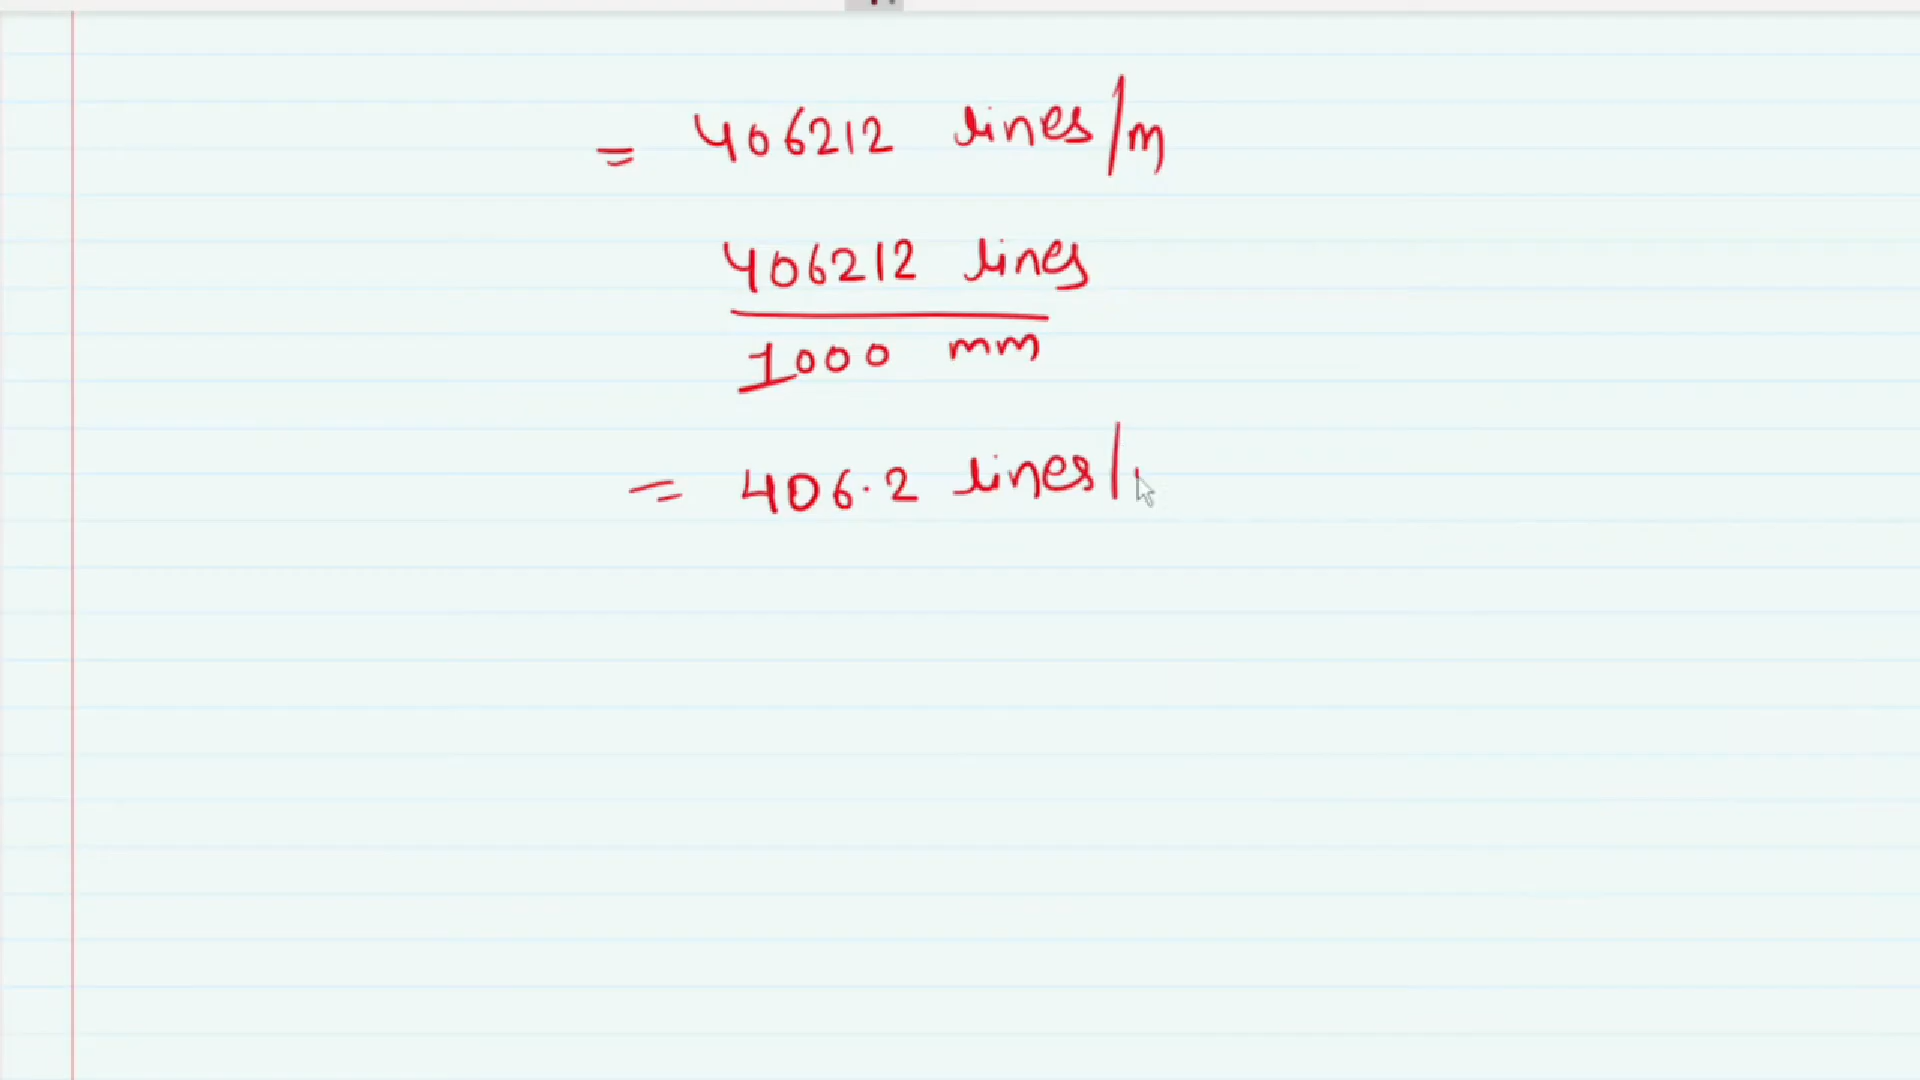 = 406212 lines/m
406212 lines
1000 mm
= 406.2 lines/